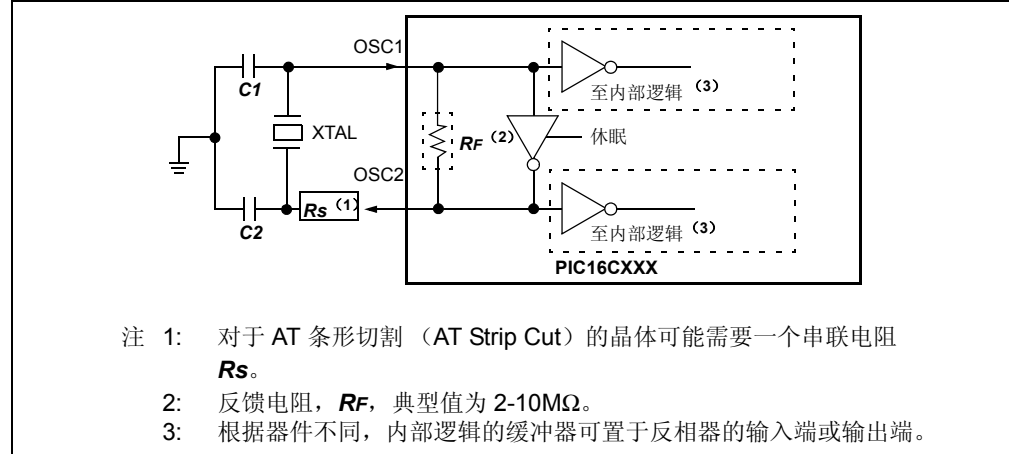 OSC1
C1
至内部逻辑 (3)
XTAL
RF (2)
休眠
OSC2
Rs (1)
C2
至内部逻辑 (3)
PIC16CXXX
注 1: 对于 AT 条形切割 （AT Strip Cut）的晶体可能需要一个串联电阻
Rs。
2: 反馈电阻，RF，典型值为 2-10MΩ。
3: 根据器件不同，内部逻辑的缓冲器可置于反相器的输入端或输出端。